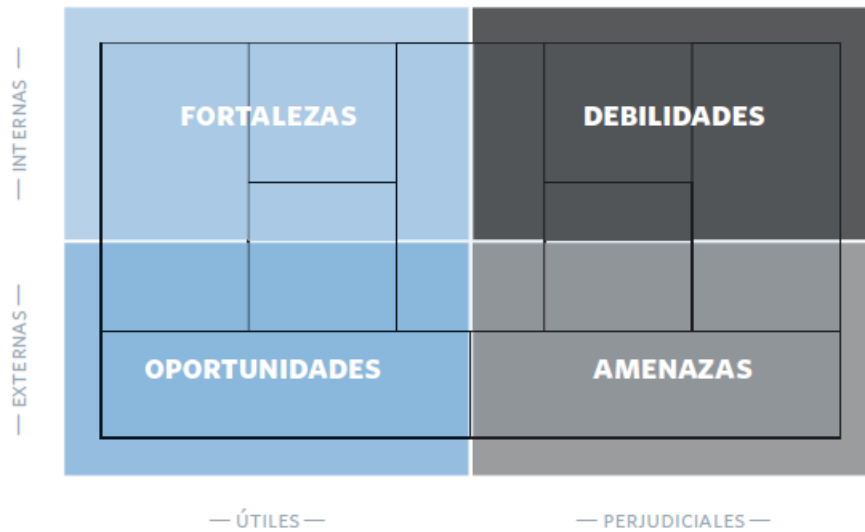 — INTERNAS —
FORTALEZAS
DEBILIDADES
— EXTERNAS —
OPORTUNIDADES
AMENAZAS
— ÚTILES —
— PERJUDICIALES —